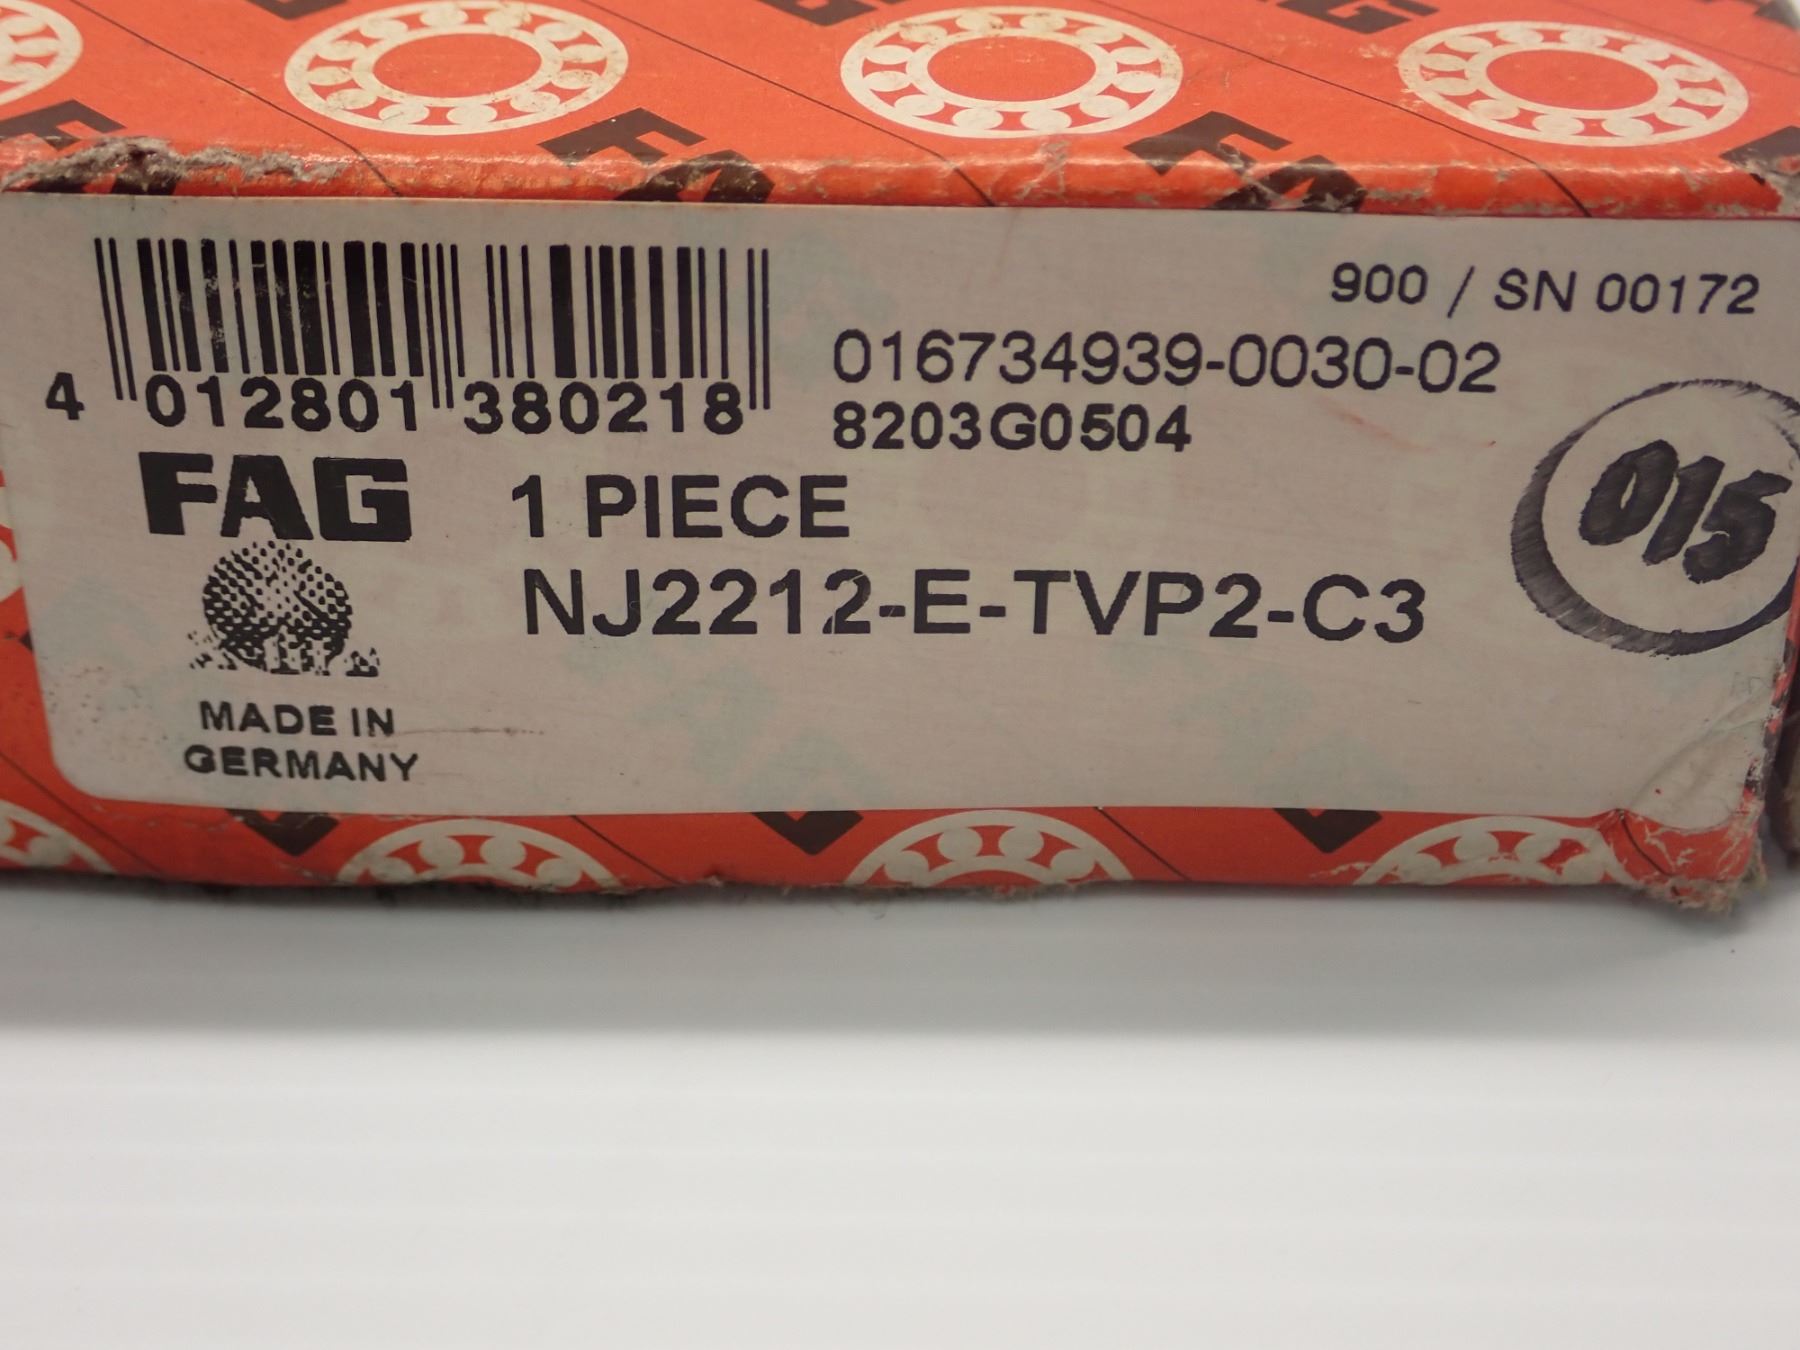 FAG
900 / SN 00172
016734939-0030-02
4 012801 380218
8203G0504
015
FAG
1 PIECE
NJ2212-E-TVP2-C3
MADE IN
GERMANY